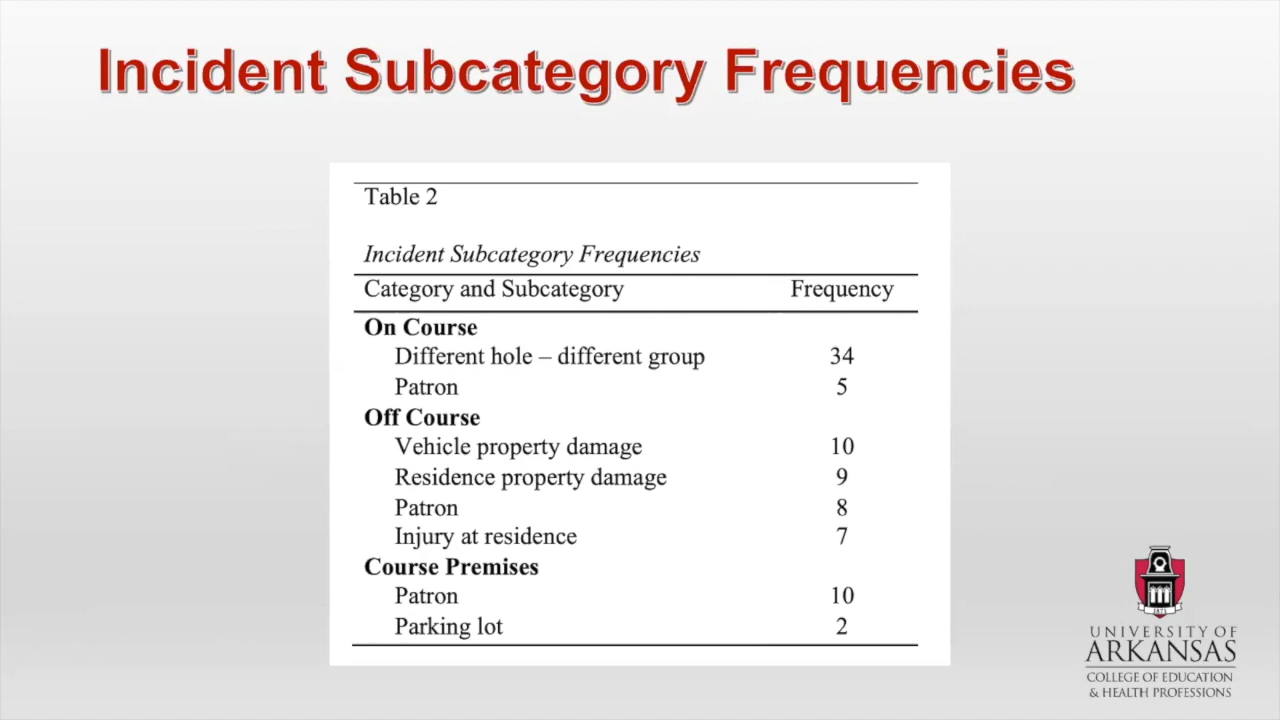 Incident Subcategory Frequencies
Table 2
Incident Subcategory Frequencies
Category and Subcategory Frequency
On Course
Different hole – different group 34
Patron 5
Off Course
Vehicle property damage 10
Residence property damage 9
Patron 8
Injury at residence 7
Course Premises
Patron 10
Parking lot 2
1871
UNIVERSITY OF
ARKANSAS
COLLEGE OF EDUCATION
& HEALTH PROFESSIONS